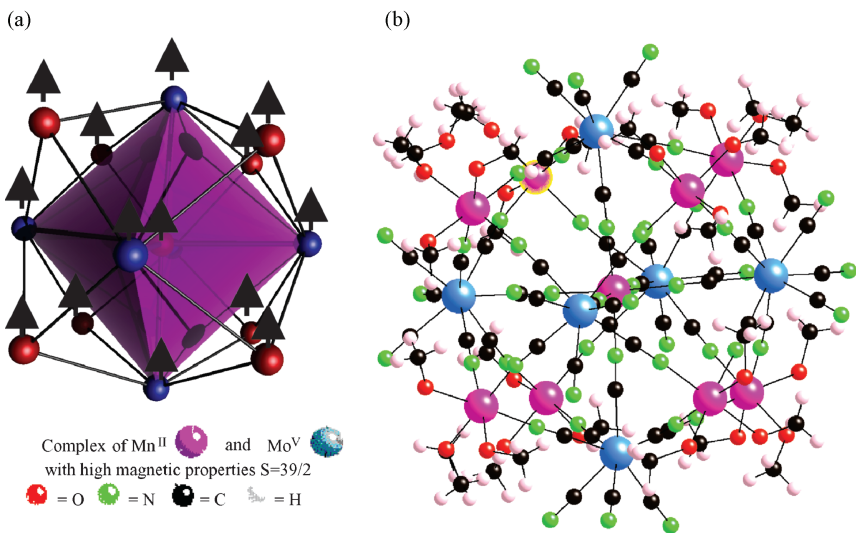 (a)
(b)
Complex of Mn^II and Mo^V
with high magnetic properties S=39/2
= O = N = C = H